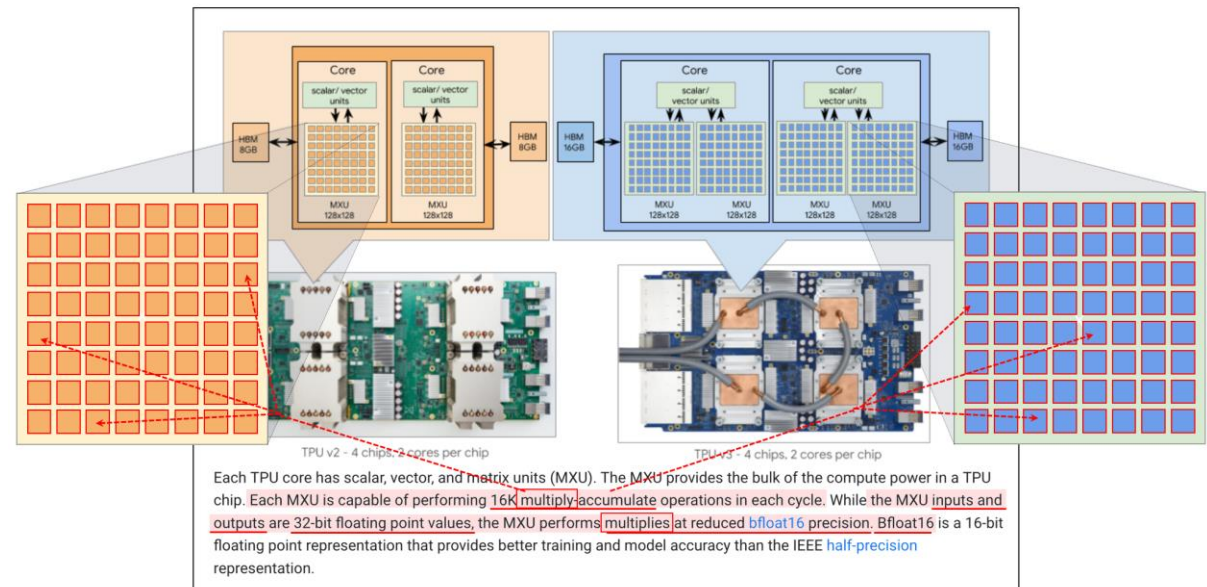 Core
Core
scalar/ vector
units
scalar/ vector
units
HBM
8GB
HBM
8GB
MXU
128x128
MXU
128x128
Core
Core
scalar/
vector units
scalar/
vector units
HBM
16GB
HBM
16GB
MXU
128x128
MXU
128x128
MXU
128x128
MXU
128x128
TPU v2 - 4 chips, 2 cores per chip
TPU v3 - 4 chips, 2 cores per chip
Each TPU core has scalar, vector, and matrix units (MXU). The MXU provides the bulk of the compute power in a TPU
chip. Each MXU is capable of performing 16K multiply-accumulate operations in each cycle. While the MXU inputs and
outputs are 32-bit floating point values, the MXU performs multiplies at reduced bfloat16 precision. Bfloat16 is a 16-bit
floating point representation that provides better training and model accuracy than the IEEE half-precision
representation.